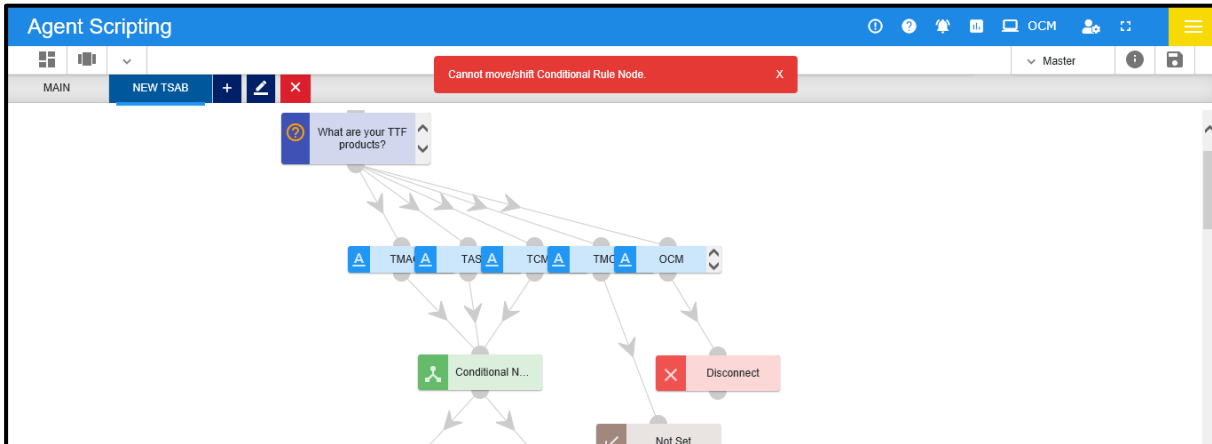 Agent Scripting
OCM
Cannot move/shift Conditional Rule Node.
X
Master
MAIN
NEW TSAB
What are your TTF
products?
A TMA
A TAS
A TCM
A TMC
A OCM
Conditional N...
Disconnect
Not Set